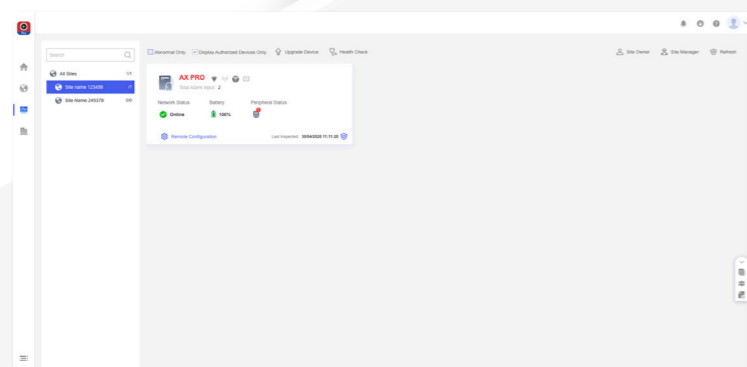 Search
Abnormal Only
Display Authorized Devices Only
Upgrade Device
Health Check
Site Owner
Site Manager
Refresh
All Sites
Site name 123456
Site Name 245378
AX PRO
Total Alarm Input 2
Network Status
Battery
Peripheral Status
Online
100%
Remote Configuration
Last Inspected: